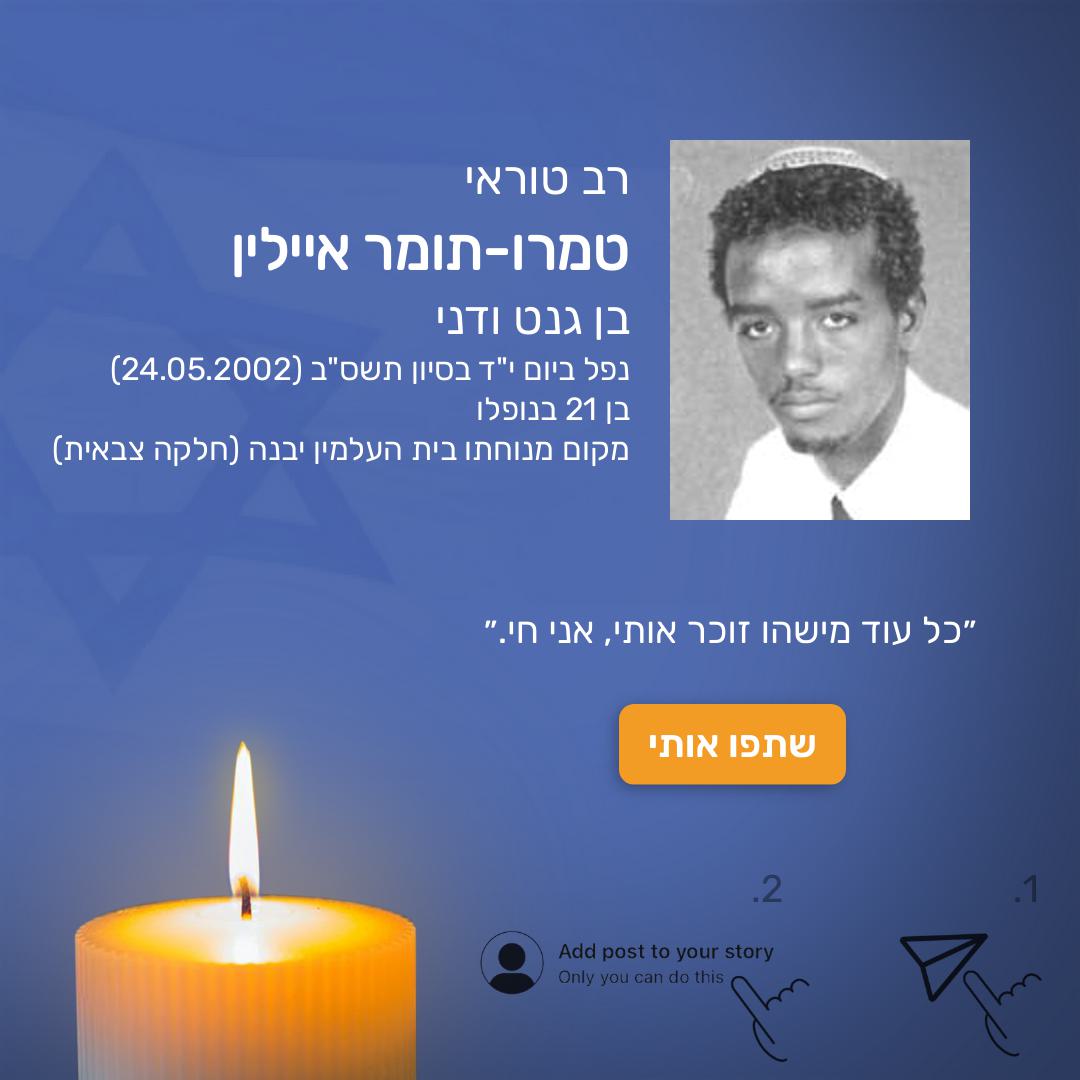 רב טוראי
טמרו-תומר איילין
בן גנט ודני
נפל ביום י"ד בסיון תשס"ב (24.05.2002)
בן 21 בנופלו
מקום מנוחתו בית העלמין יבנה (חלקה צבאית)
״כל עוד מישהו זוכר אותי, אני חי.״
שתפו אותי
.1
.2
Add post to your story
Only you can do this